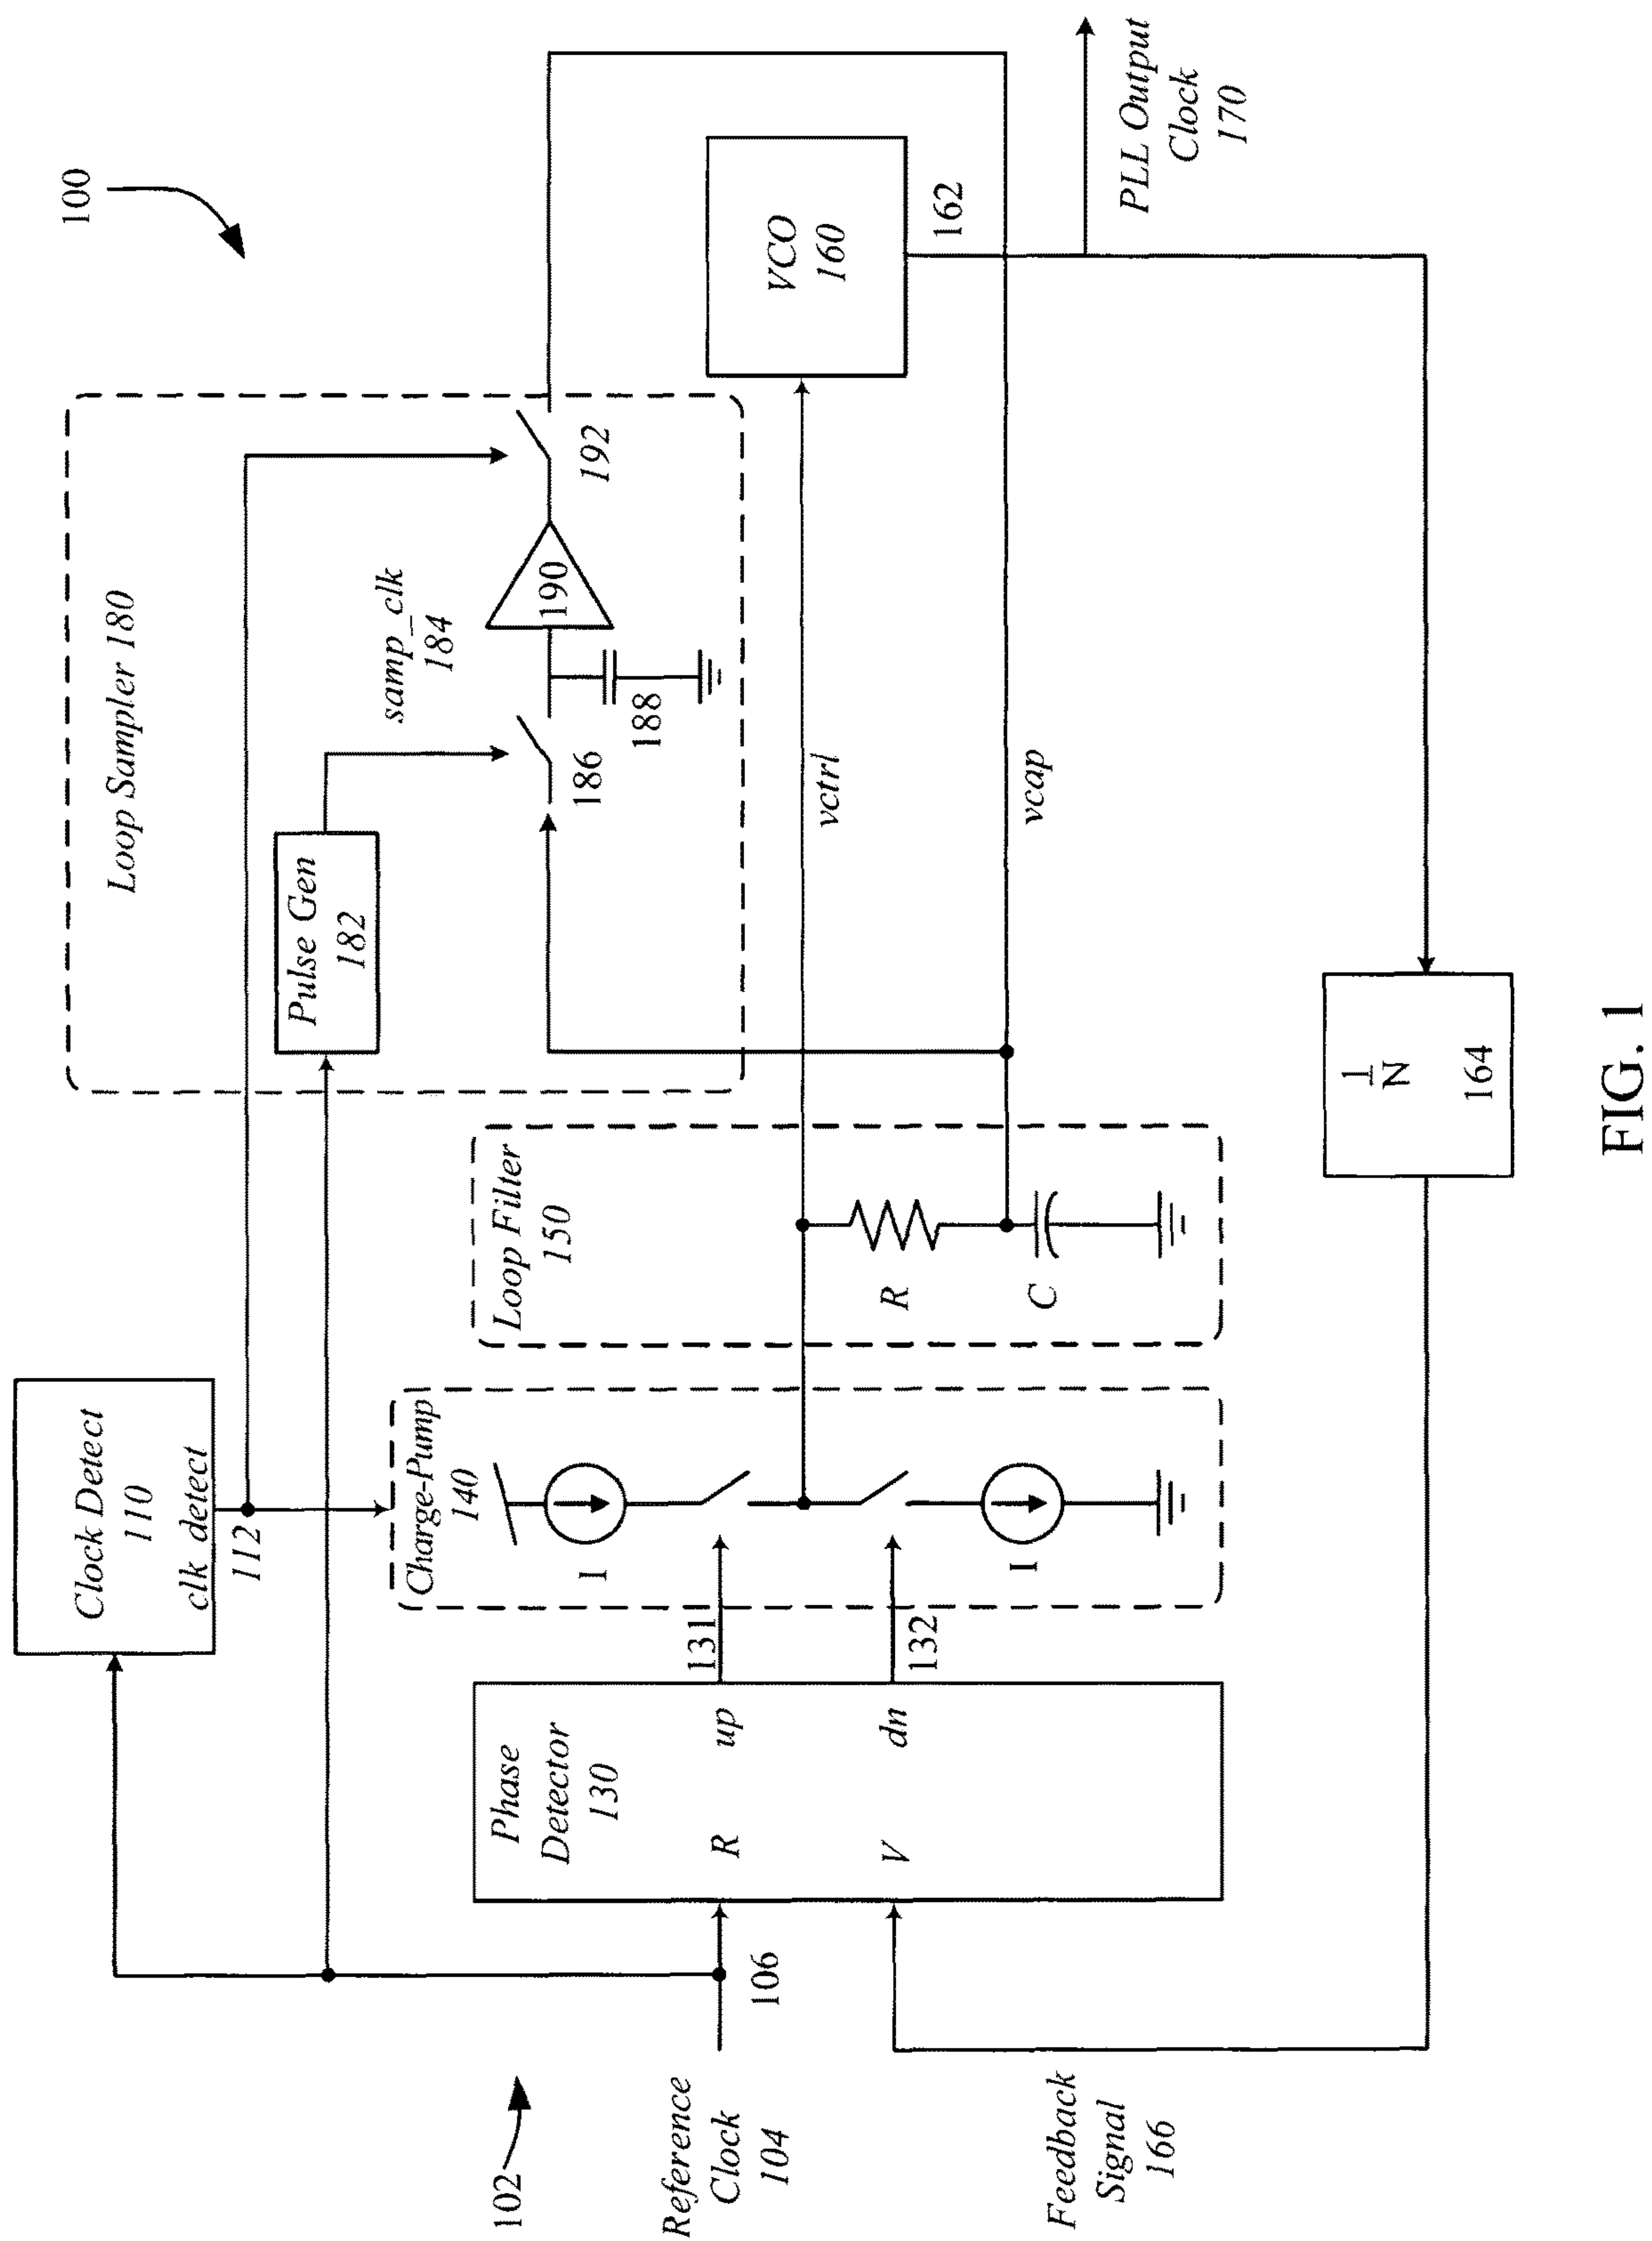 100
102
Clock Detect
110
clk_detect
112
Loop Sampler 180
Pulse Gen
182
samp_clk
184
186
188
190
192
Reference
Clock
104
106
Phase
Detector
130
R
up
V
dn
131
132
Charge-Pump
140
I
I
Loop Filter
150
R
C
vctrl
vcap
VCO
160
162
PLL Output
Clock
170
Feedback
Signal
166
1
N
164
FIG. 1